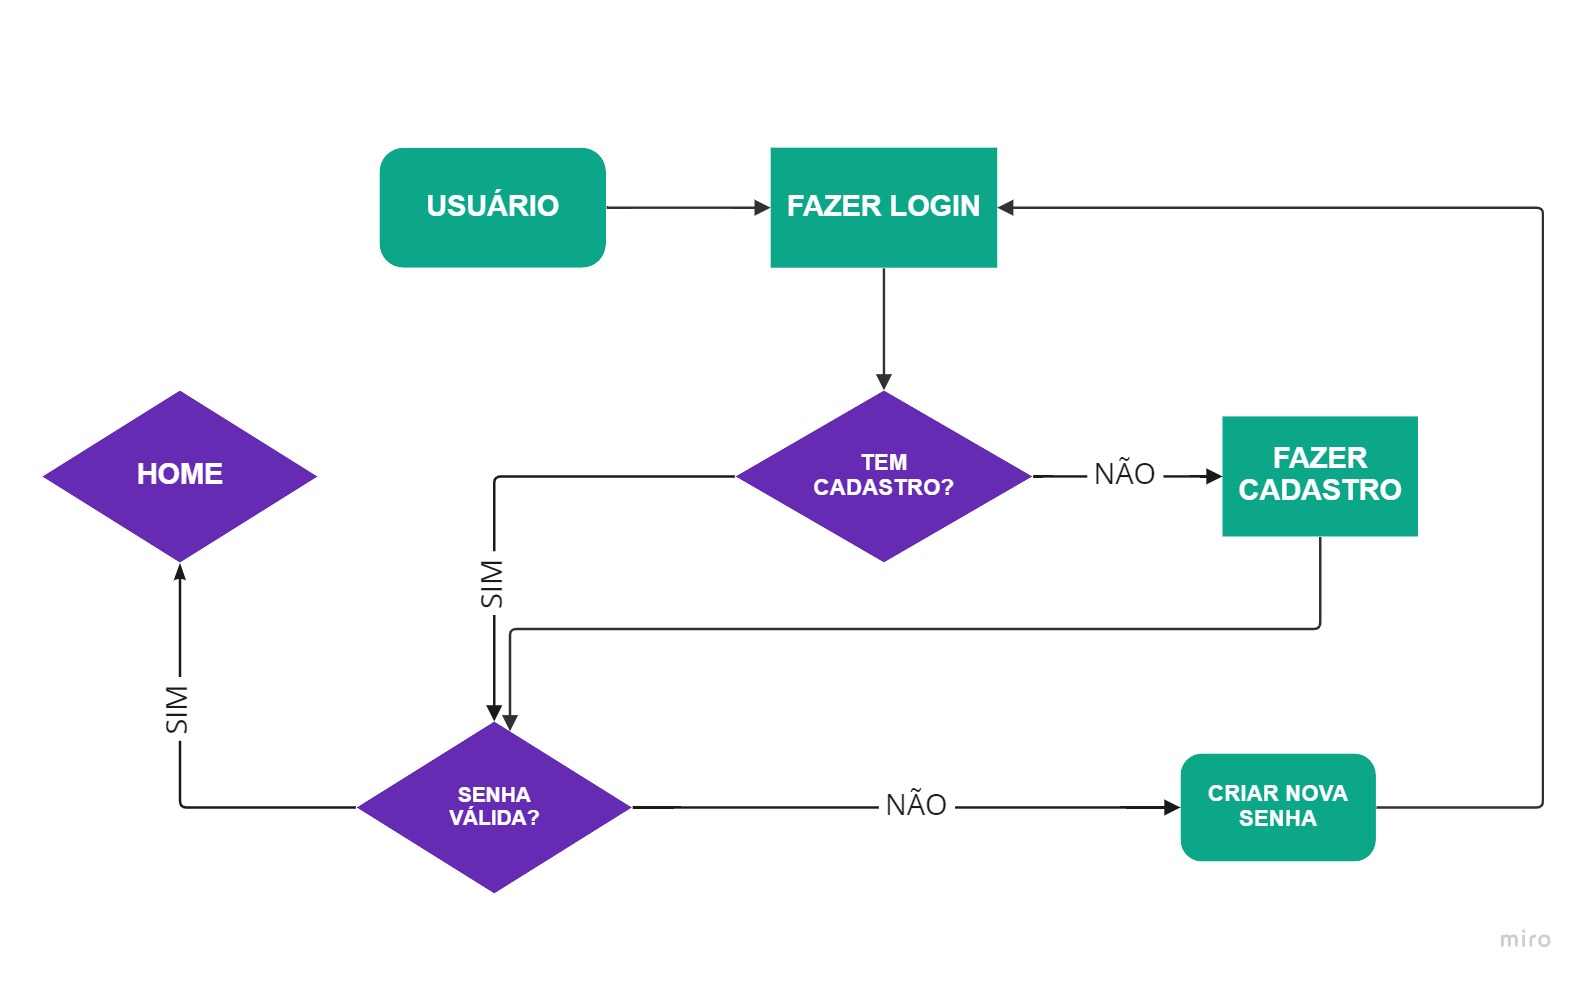 USUÁRIO
FAZER LOGIN
HOME
TEM
CADASTRO?
NÃO
FAZER
CADASTRO
SIM
SIM
SENHA
VÁLIDA?
NÃO
CRIAR NOVA
SENHA
miro